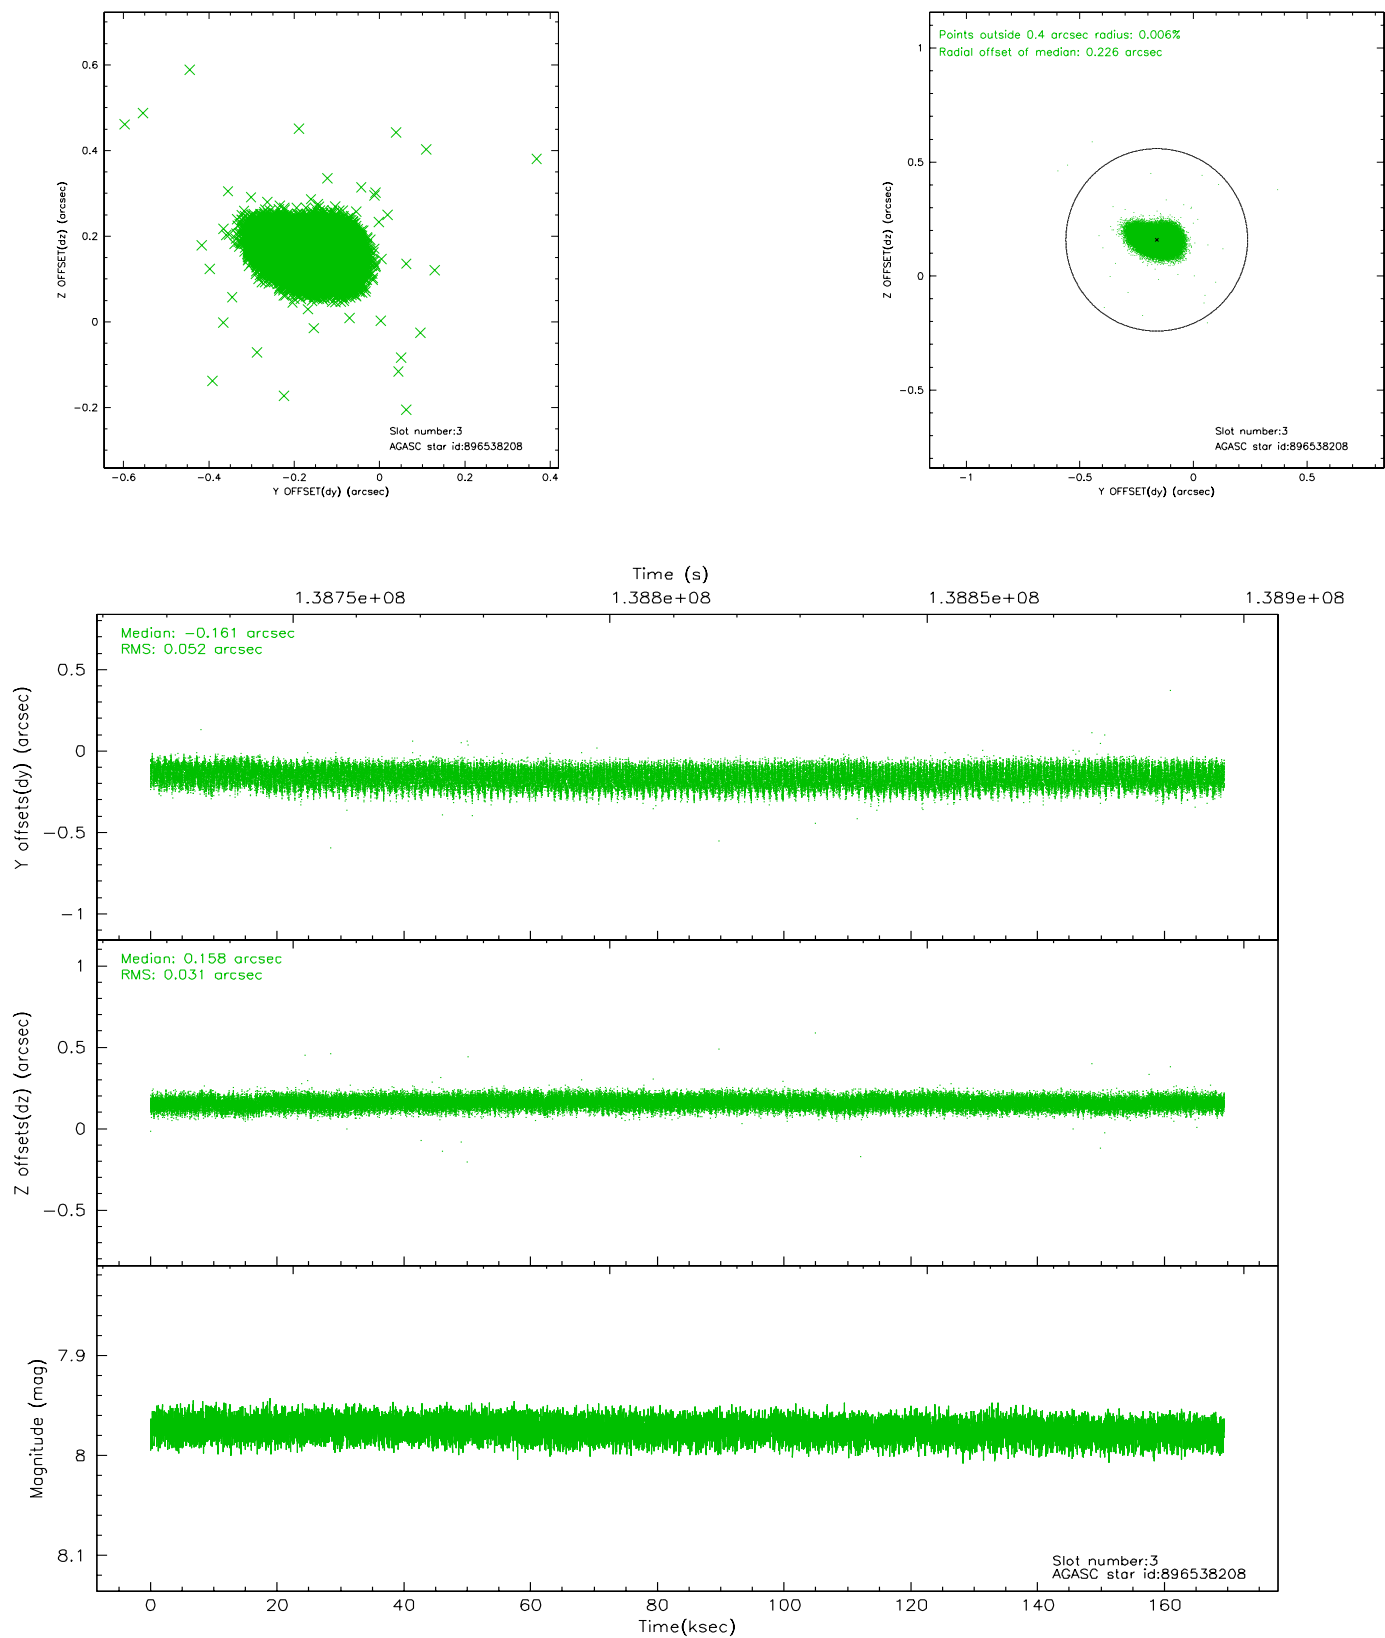 0.6
0.4
0.2
0
−0.2
Z OFFSET(dz) (arcsec)
Slot number:3
AGASC star id:896538208
−0.6
−0.4
−0.2
0
0.2
0.4
Y OFFSET(dy) (arcsec)
Points outside 0.4 arcsec radius: 0.006%
Radial offset of median: 0.226 arcsec
1
0.5
0
−0.5
Z OFFSET(dz) (arcsec)
Slot number:3
AGASC star id:896538208
−1
−0.5
0
0.5
Y OFFSET(dy) (arcsec)
Time (s)
1.3875e+08
1.388e+08
1.3885e+08
1.389e+08
Median: −0.161 arcsec
RMS: 0.052 arcsec
0.5
0
−0.5
−1
Y offsets(dy) (arcsec)
Median: 0.158 arcsec
RMS: 0.031 arcsec
1
0.5
0
−0.5
Z offsets(dz) (arcsec)
7.9
8
8.1
Magnitude (mag)
Slot number:3
AGASC star id:896538208
0
20
40
60
80
100
120
140
160
Time(ksec)